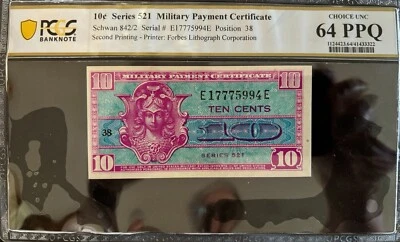 PCGS
BANKNOTE
10¢ Series 521 Military Payment Certificate
Schwan 842/2 Serial # E17775994E Position 38
Second Printing - Printer: Forbes Lithograph Corporation
CHOICE UNC
64 PPQ
MILITARY PAYMENT CERTIFICATE
10
10
E17775994E
TEN CENTS
38
SERIES 521
10
10